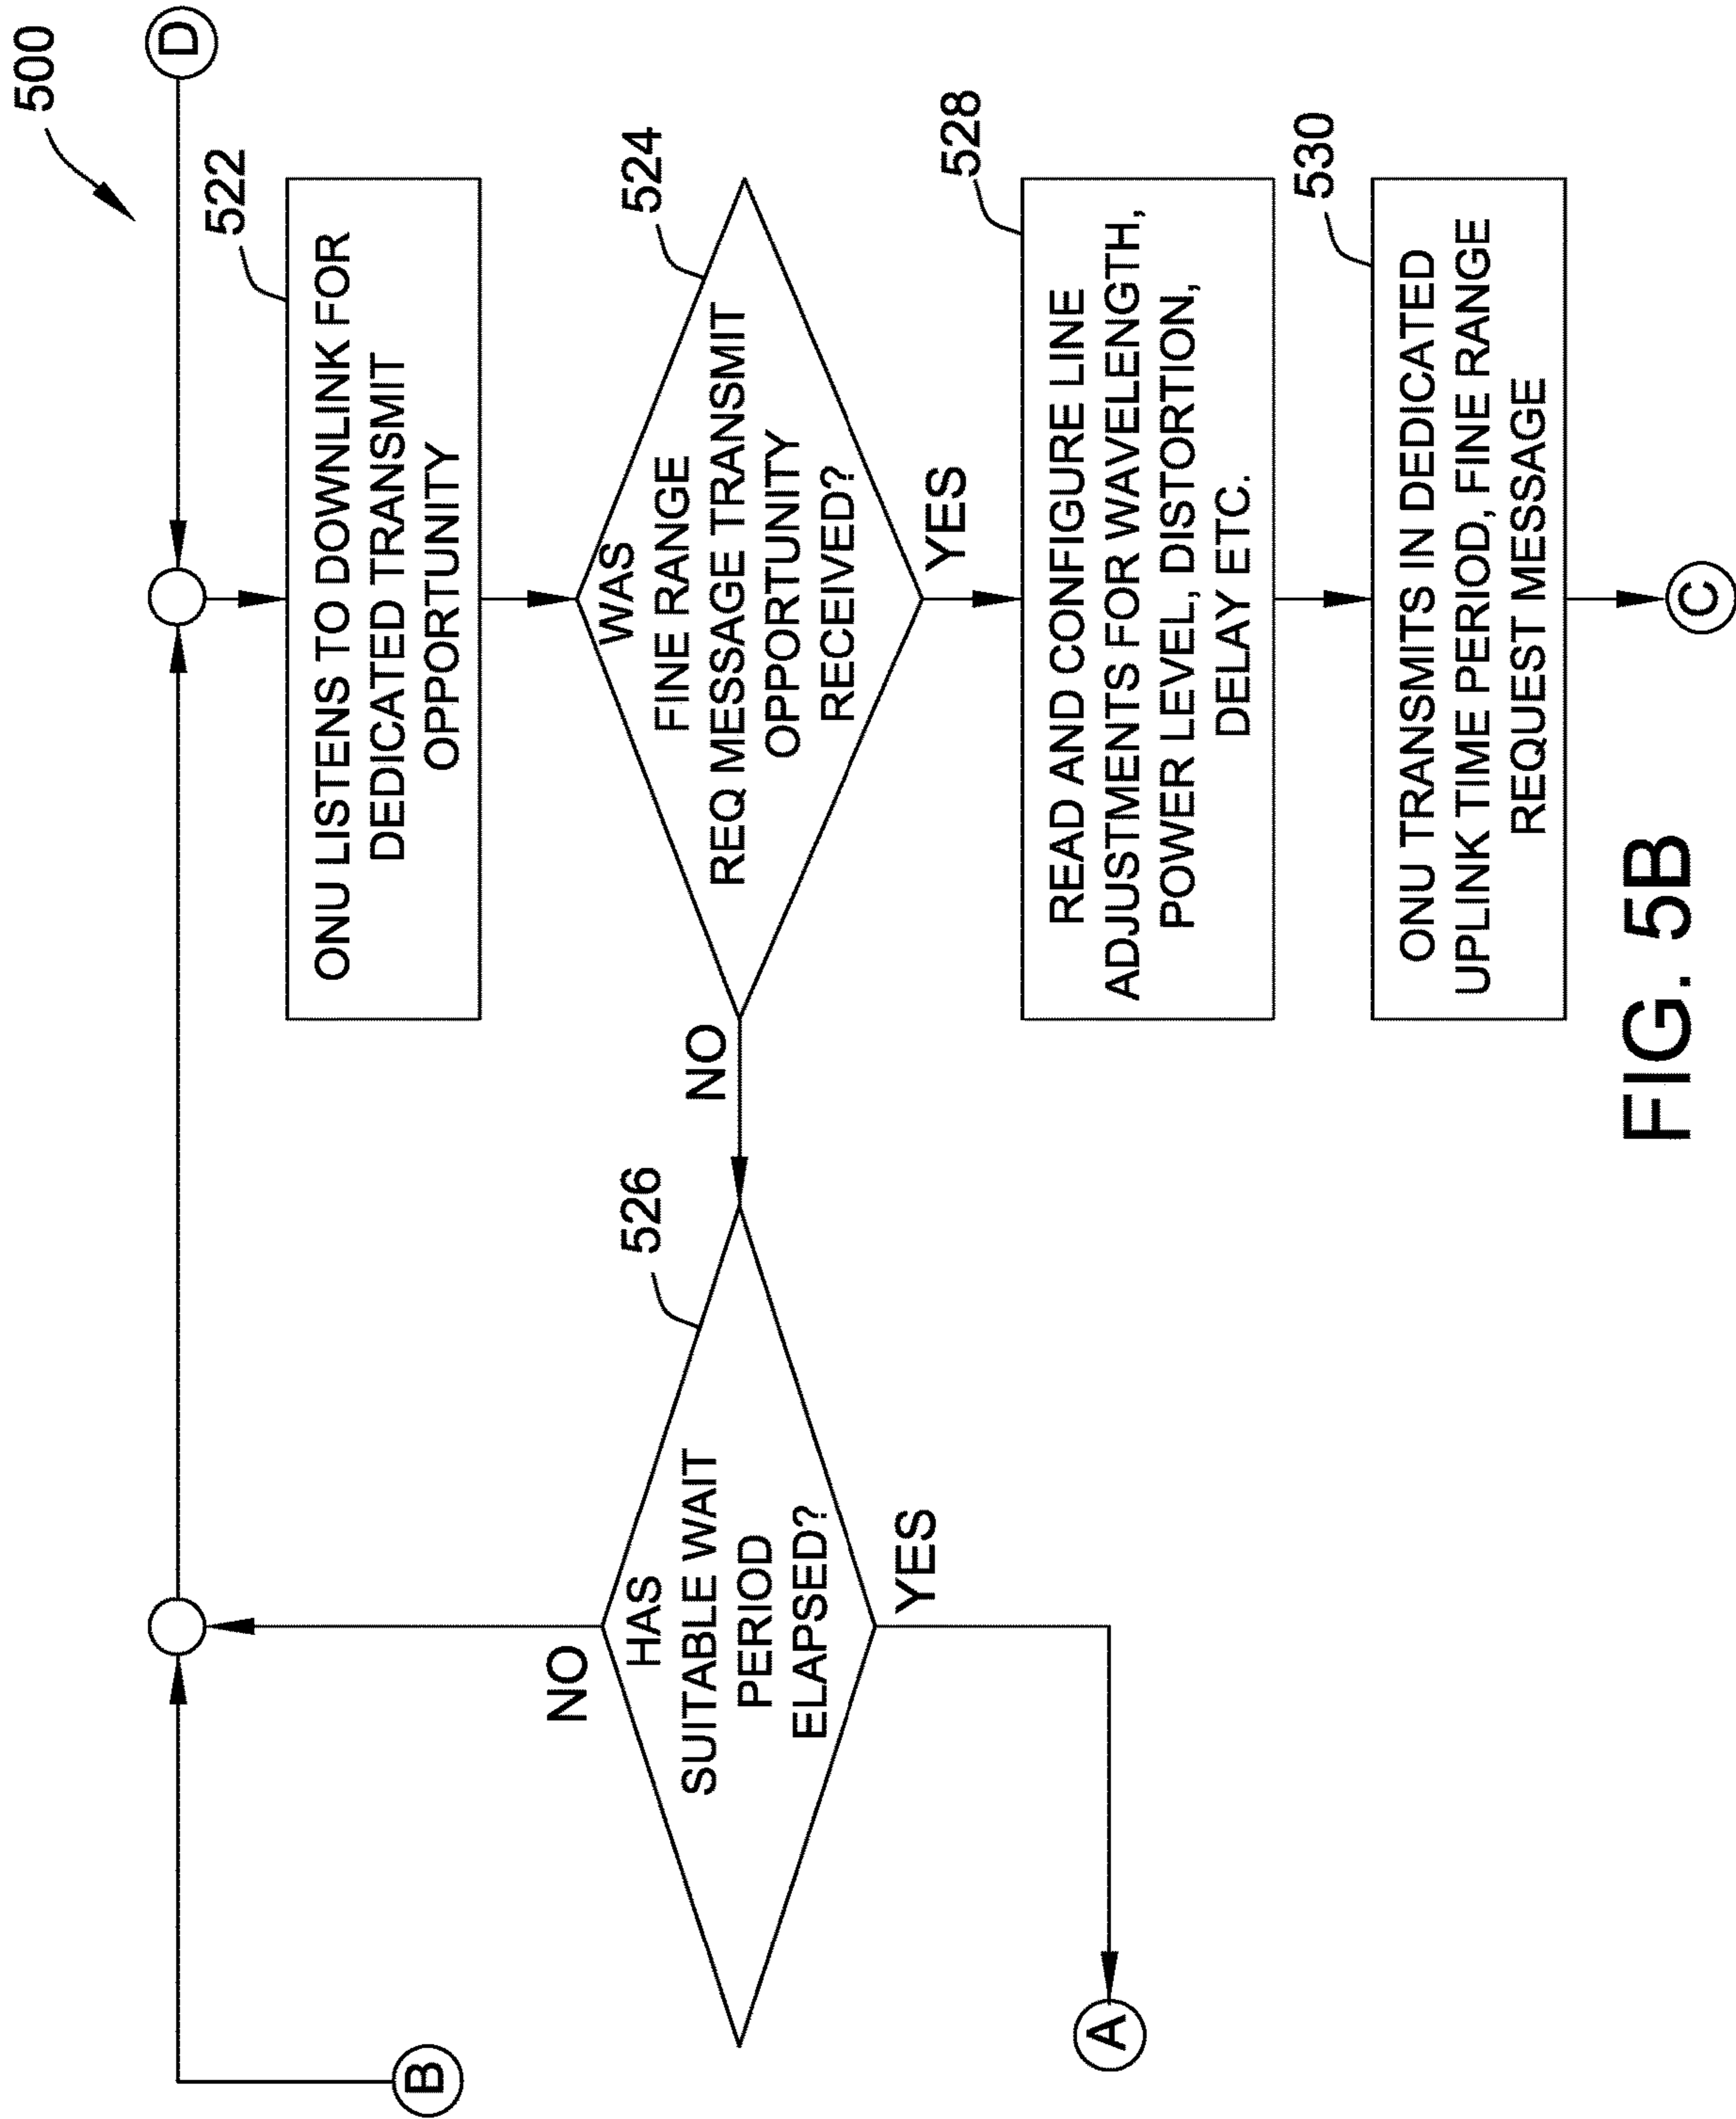 500
D
522
ONU LISTENS TO DOWNLINK FOR
DEDICATED TRANSMIT
OPPORTUNITY
524
WAS
FINE RANGE
REQ MESSAGE TRANSMIT
OPPORTUNITY
RECEIVED?
NO
YES
526
HAS
SUITABLE WAIT
PERIOD
ELAPSED?
NO
YES
B
A
528
READ AND CONFIGURE LINE
ADJUSTMENTS FOR WAVELENGTH,
POWER LEVEL, DISTORTION,
DELAY ETC.
530
ONU TRANSMITS IN DEDICATED
UPLINK TIME PERIOD, FINE RANGE
REQUEST MESSAGE
C
FIG. 5B